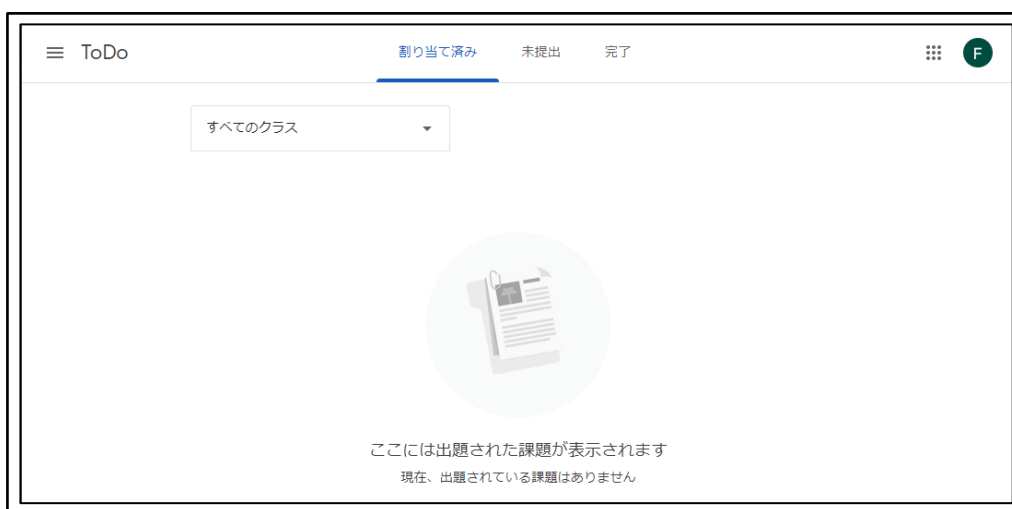 ToDo
割り当て済み
未提出
完了
F
すべてのクラス
ここには出題された課題が表示されます
現在、出題されている課題はありません